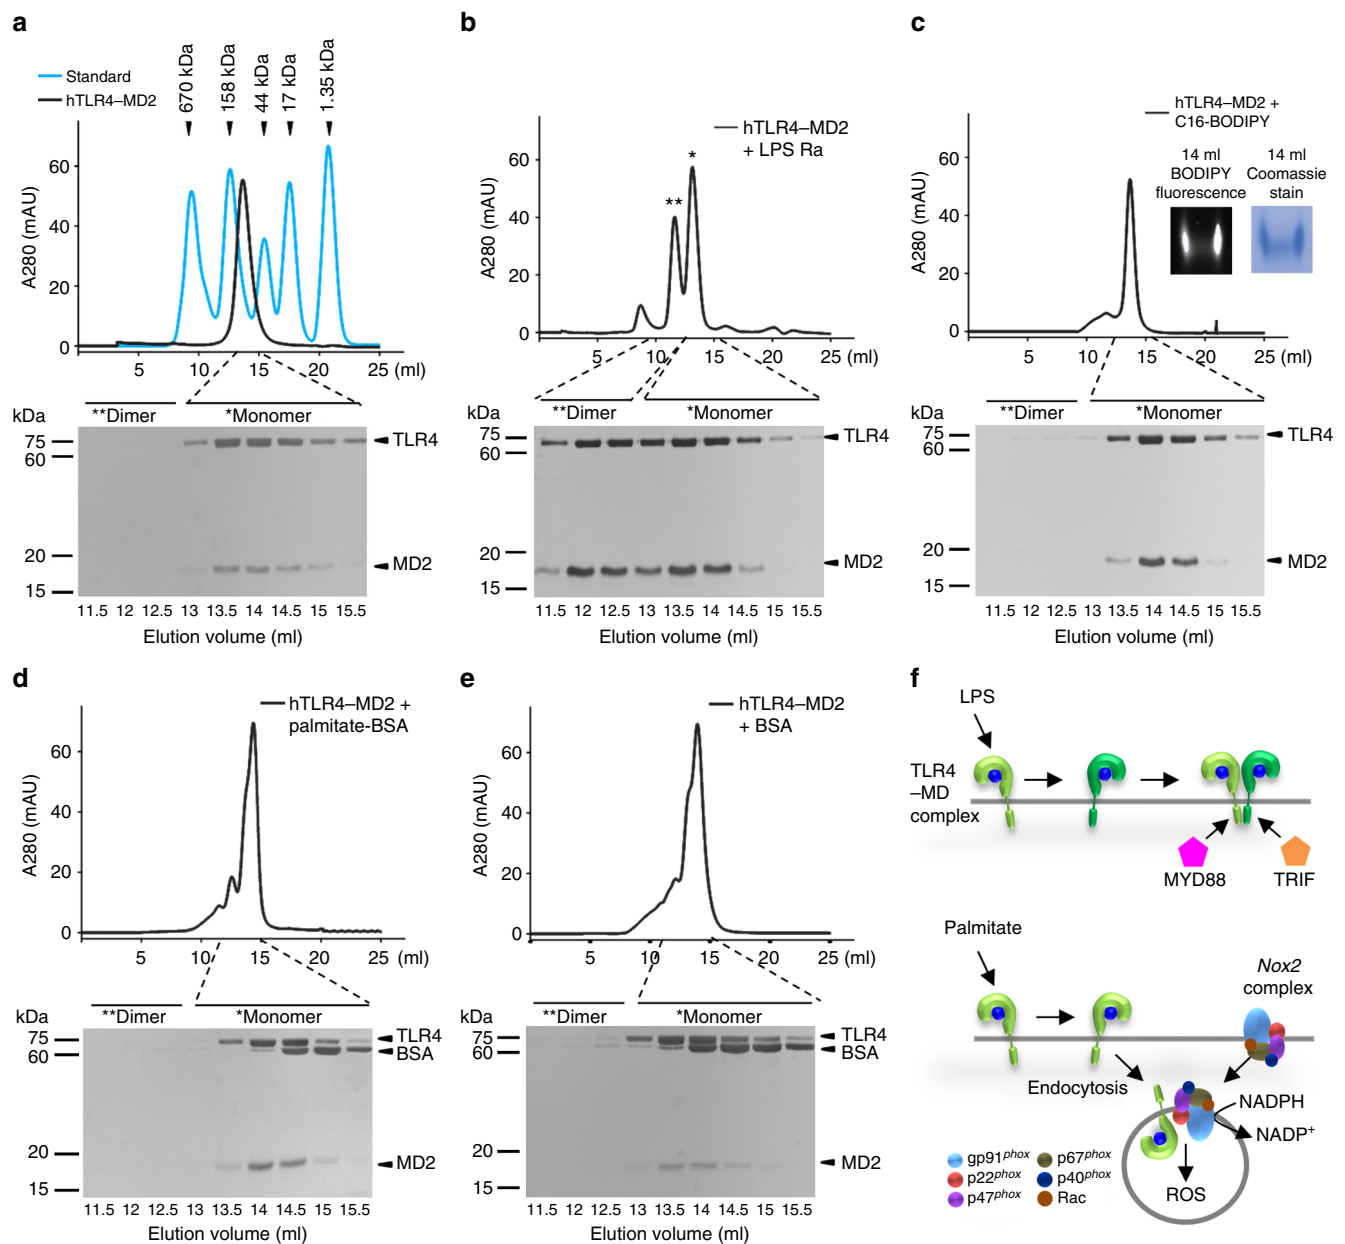 a
Standard
hTLR4–MD2
670 kDa
158 kDa
44 kDa
17 kDa
1.35 kDa
A280 (mAU)
60
40
20
0
5 10 15 20 25 (ml)
kDa
**Dimer
*Monomer
75
60
20
15
TLR4
MD2
11.5 12 12.5 13 13.5 14 14.5 15 15.5
Elution volume (ml)
b
hTLR4–MD2
+ LPS Ra
**
*
A280 (mAU)
60
40
20
0
5 10 15 20 25 (ml)
kDa
**Dimer
*Monomer
75
60
20
15
TLR4
MD2
11.5 12 12.5 13 13.5 14 14.5 15 15.5
Elution volume (ml)
c
hTLR4–MD2 +
C16-BODIPY
14 ml
BODIPY
fluorescence
14 ml
Coomassie
stain
A280 (mAU)
60
40
20
0
5 10 15 20 25 (ml)
kDa
**Dimer
*Monomer
75
60
20
15
TLR4
MD2
11.5 12 12.5 13 13.5 14 14.5 15 15.5
Elution volume (ml)
d
hTLR4–MD2 +
palmitate-BSA
A280 (mAU)
60
40
20
0
5 10 15 20 25 (ml)
kDa
**Dimer
*Monomer
75
60
20
15
TLR4
BSA
MD2
11.5 12 12.5 13 13.5 14 14.5 15 15.5
Elution volume (ml)
e
hTLR4–MD2
+ BSA
A280 (mAU)
60
40
20
0
5 10 15 20 25 (ml)
kDa
**Dimer
*Monomer
75
60
20
15
TLR4
BSA
MD2
11.5 12 12.5 13 13.5 14 14.5 15 15.5
Elution volume (ml)
f
LPS
TLR4
–MD
complex
MYD88
TRIF
Palmitate
Nox2
complex
Endocytosis
NADPH
NADP+
ROS
gp91phox
p22phox
p47phox
p67phox
p40phox
Rac